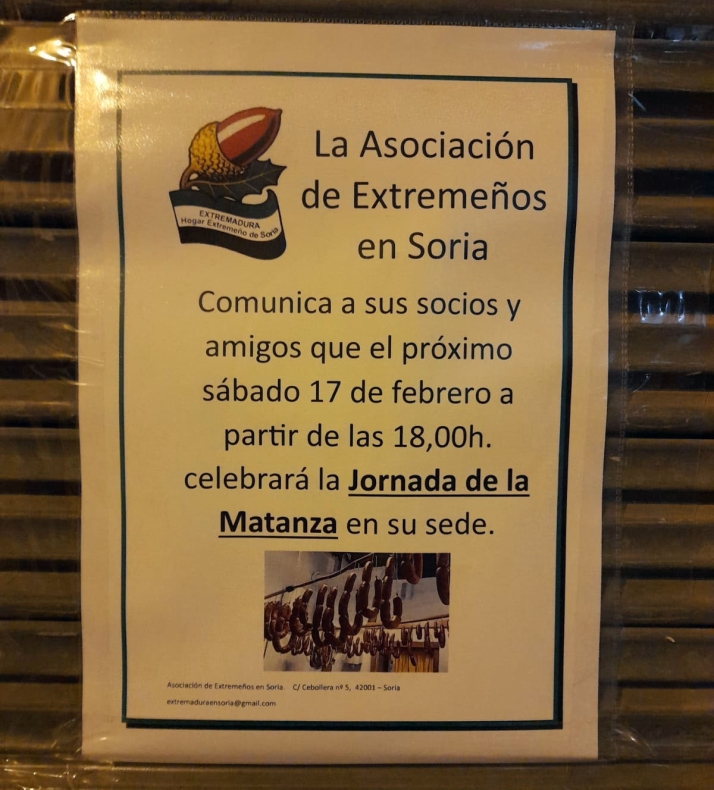 La Asociación
de Extremeños
en Soria
EXTREMADURA
Hogar Extremeño de Soria
Comunica a sus socios y
amigos que el próximo
sábado 17 de febrero a
partir de las 18,00h.
celebrará la Jornada de la
Matanza en su sede.
Asociación de Extremeños en Soria. C/ Cebollera nº 5, 42001 – Soria
extremaduraensoria@gmail.com